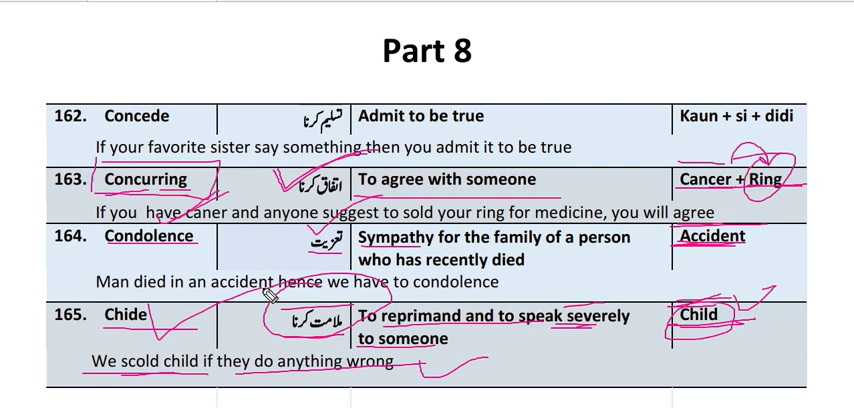 Part 8
162. Concede تسلیم کرنا Admit to be true Kaun + si + didi
If your favorite sister say something then you admit it to be true
163. Concurring اتفاق کرنا To agree with someone Cancer + Ring
If you have caner and anyone suggest to sold your ring for medicine, you will agree
164. Condolence تعزیت Sympathy for the family of a person who has recently died Accident
Man died in an accident hence we have to condolence
165. Chide ملامت کرنا To reprimand and to speak severely to someone Child
We scold child if they do anything wrong